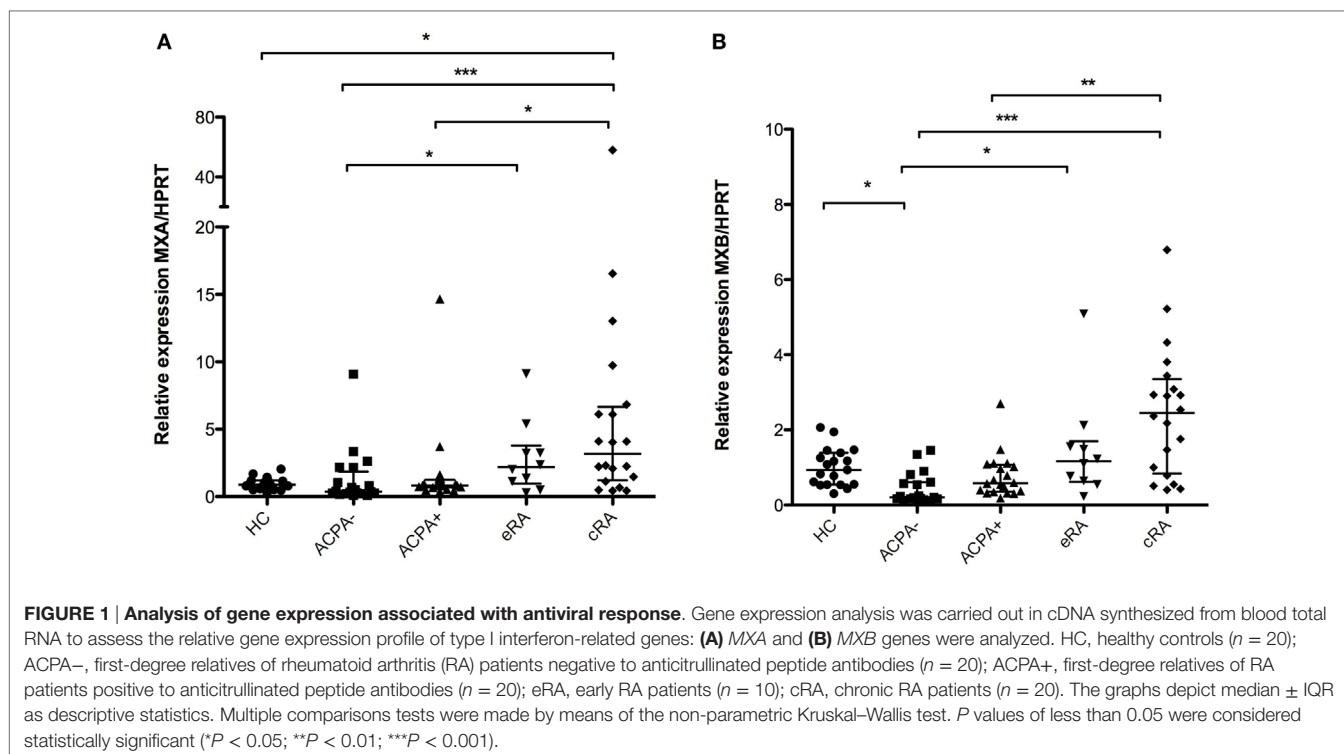 A
B
*
***
*
*
**
***
*
*
80
40
20
15
10
5
0
Relative expression MXA/HPRT
HC
ACPA-
ACPA+
eRA
cRA
10
8
6
4
2
0
Relative expression MXB/HPRT
HC
ACPA-
ACPA+
eRA
cRA
FIGURE 1 | Analysis of gene expression associated with antiviral response. Gene expression analysis was carried out in cDNA synthesized from blood total
RNA to assess the relative gene expression profile of type I interferon-related genes: (A) MXA and (B) MXB genes were analyzed. HC, healthy controls (n = 20);
ACPA−, first-degree relatives of rheumatoid arthritis (RA) patients negative to anticitrullinated peptide antibodies (n = 20); ACPA+, first-degree relatives of RA
patients positive to anticitrullinated peptide antibodies (n = 20); eRA, early RA patients (n = 10); cRA, chronic RA patients (n = 20). The graphs depict median ± IQR
as descriptive statistics. Multiple comparisons tests were made by means of the non-parametric Kruskal–Wallis test. P values of less than 0.05 were considered
statistically significant (*P < 0.05; **P < 0.01; ***P < 0.001).